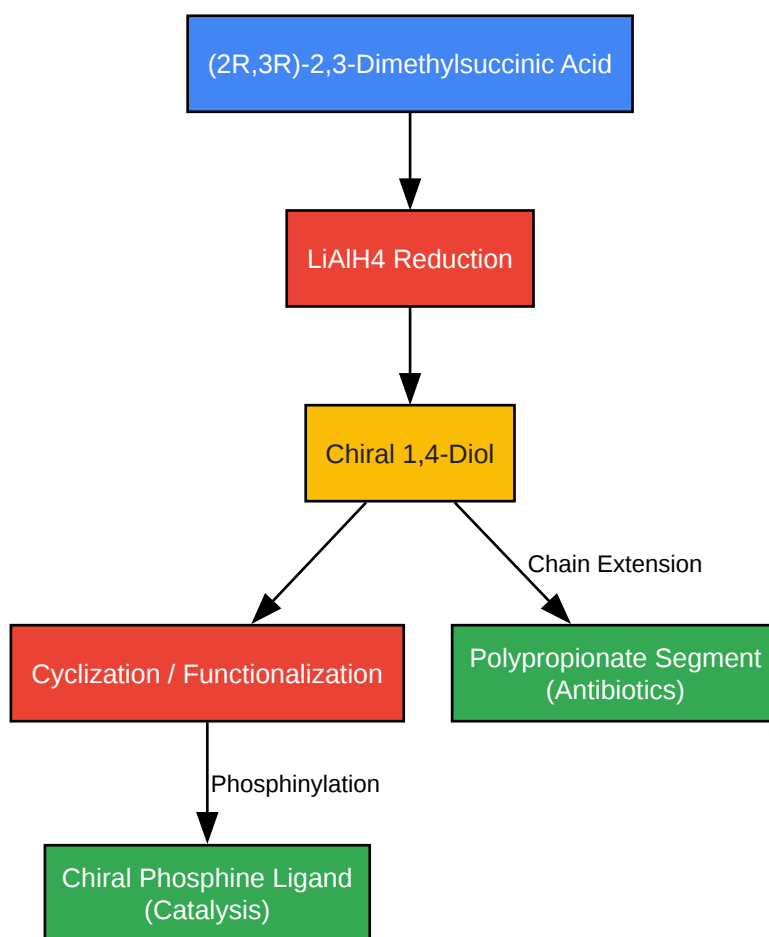 (2R,3R)-2,3-Dimethylsuccinic Acid
LiAlH4 Reduction
Chiral 1,4-Diol
Chain Extension
Cyclization / Functionalization
Polypropionate Segment
(Antibiotics)
Phosphinylation
Chiral Phosphine Ligand
(Catalysis)